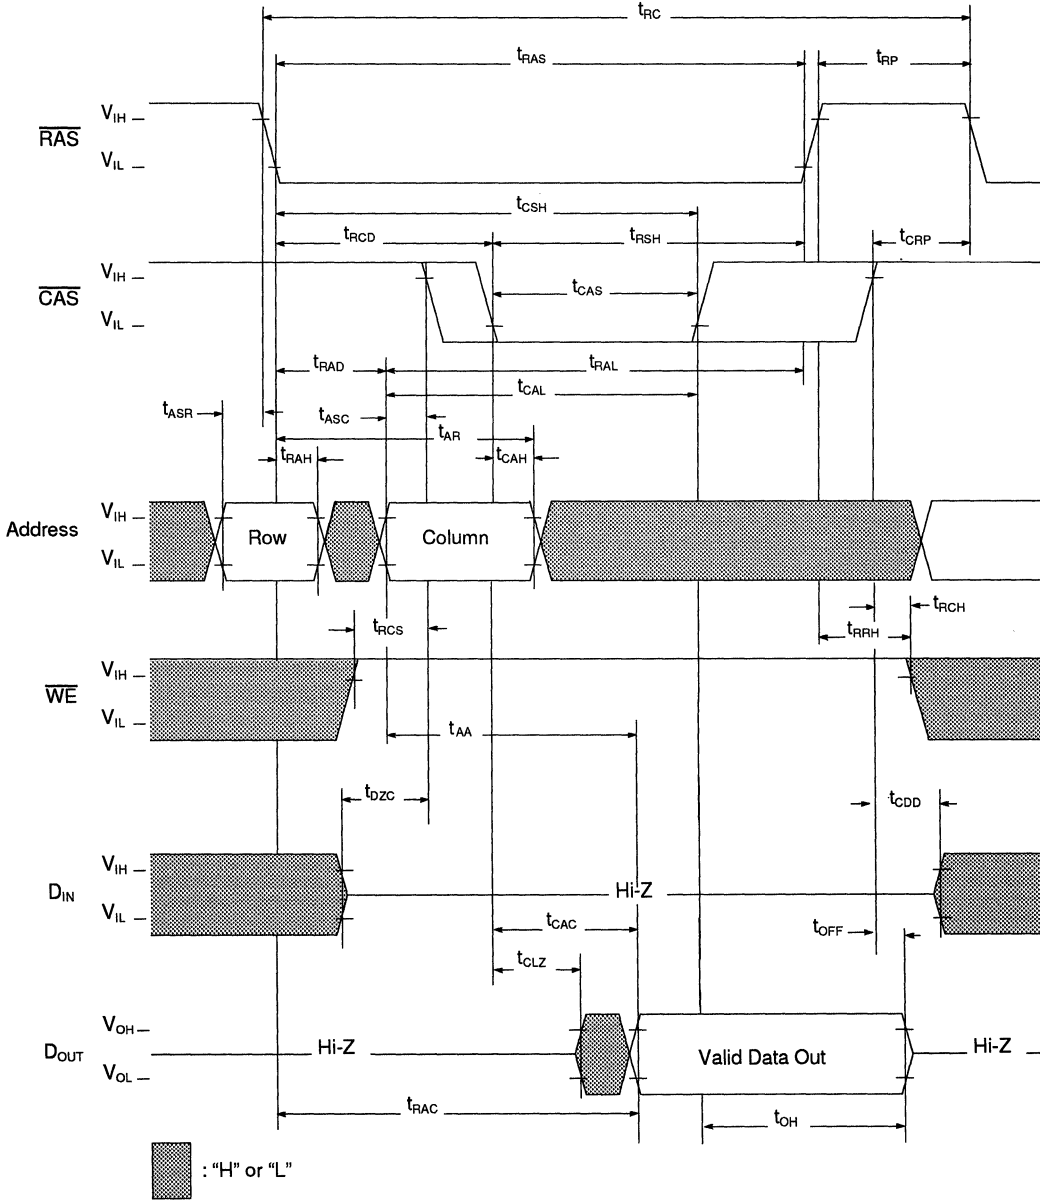 tRC
tRAS
tRP
VIH
RAS
VIL
tCSH
tRCD
tRSH
tCRP
VIH
CAS
tCAS
VIL
tRAD
tRAL
tCAL
tASR
tASC
tAR
tRAH
tCAH
VIH
Address
Row
Column
VIL
tRCH
tRCS
tRRH
VIH
WE
VIL
tAA
tDZC
tCDD
VIH
DIN
Hi-Z
VIL
tCAC
tOFF
tCLZ
VOH
DOUT
Hi-Z
Valid Data Out
Hi-Z
VOL
tRAC
tOH
: “H” or “L”